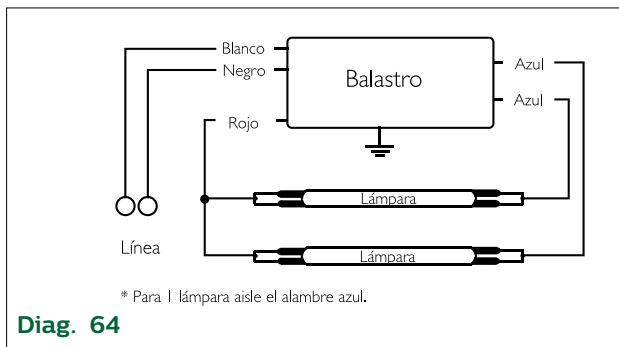 Blanco
Negro
Balastro
Azul
Azul
Rojo
Lámpara
Línea
Lámpara
* Para 1 lámpara aisle el alambre azul.
Diag. 64